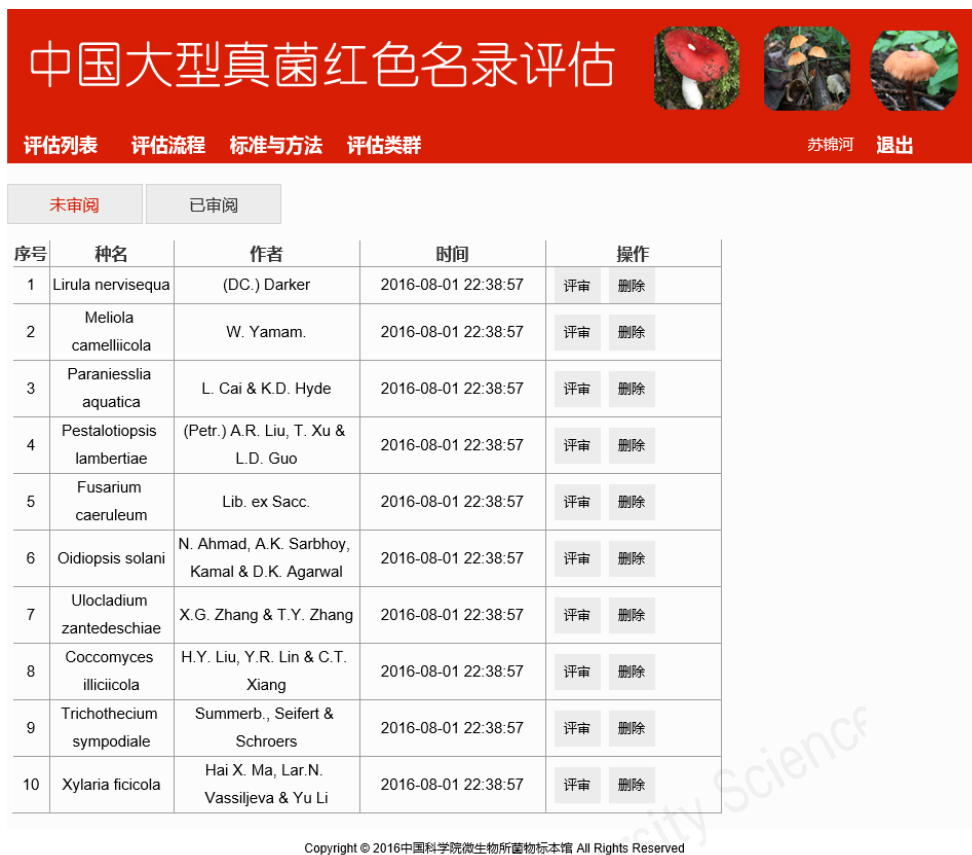 中国大型真菌红色名录评估
评估列表 评估流程 标准与方法 评估类群 苏锦河 退出
未审阅 已审阅
序号 种名 作者 时间 操作
1 Lirula nervisequa (DC.) Darker 2016-08-01 22:38:57 评审 删除
Meliola
2 W. Yamam. 2016-08-01 22:38:57 评审 删除
camelliicola
Paraniesslia
3 L. Cai & K.D. Hyde 2016-08-01 22:38:57 评审 删除
aquatica
Pestalotiopsis (Petr.) A.R. Liu, T. Xu &
4 2016-08-01 22:38:57 评审 删除
lambertiae L.D. Guo
Fusarium
5 Lib. ex Sacc. 2016-08-01 22:38:57 评审 删除
caeruleum
N. Ahmad, A.K. Sarbhoy,
6 Oidiopsis solani 2016-08-01 22:38:57 评审 删除
Kamal & D.K. Agarwal
Ulocladium
7 X.G. Zhang & T.Y. Zhang 2016-08-01 22:38:57 评审 删除
zantedeschiae
Coccomyces H.Y. Liu, Y.R. Lin & C.T.
8 2016-08-01 22:38:57 评审 删除
illiciicola Xiang
Trichothecium Summerb., Seifert &
9 2016-08-01 22:38:57 评审 删除
sympodiale Schroers
Hai X. Ma, Lar.N.
10 Xylaria ficicola 2016-08-01 22:38:57 评审 删除
Vassiljeva & Yu Li
Copyright © 2016中国科学院微生物所菌物标本馆 All Rights Reserved